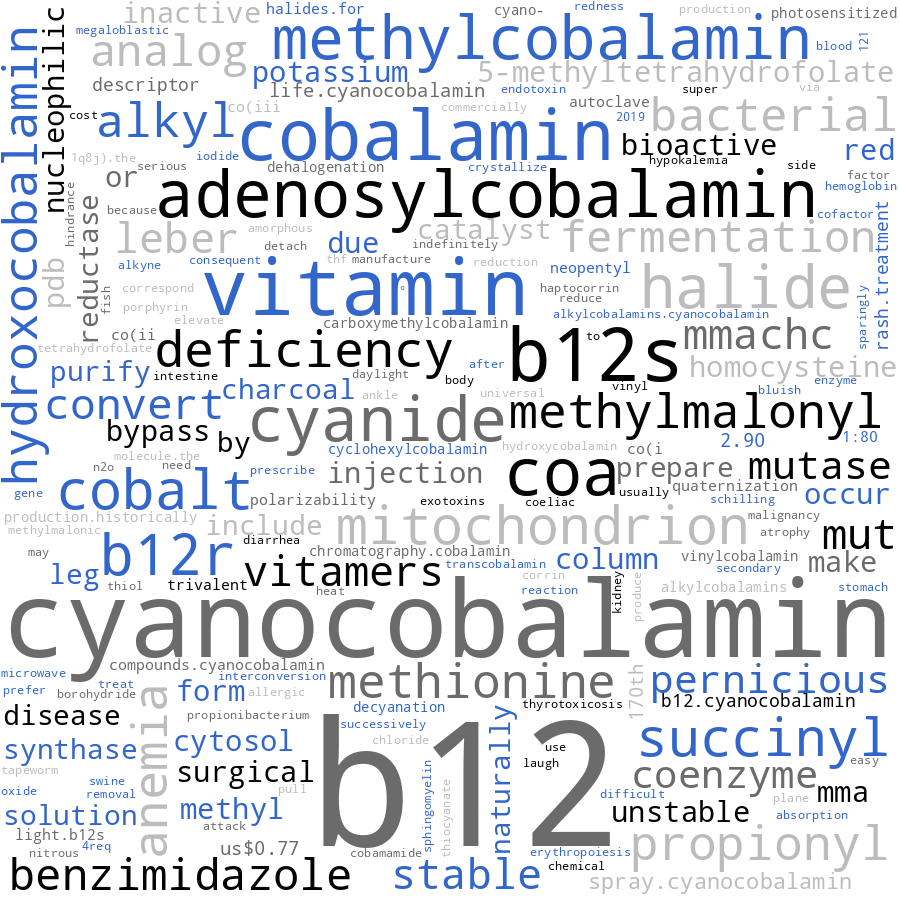 inactive
halides.for
cyano-
redness
production
photosensitized
megaloblastic
analog
methylcobalamin
blood
121
hydroxocobalamin
nucleophilic
descriptor
potassium
life.cyanocobalamin
endotoxin
5-methyltetrahydrofolate
super
via
cost
alkyl
co(iii
cobalamin
commercially
autoclave
2019
bacterial
bioactive
red
1q8j).the
serious
iodide
dehalogenation
crystallize
hypokalemia
side
factor
hemoglobin
or
because
adenosylcobalamin
cofactor
hindrance
reductase
leber
amorphous
detach
due
indefinitely
catalyst
fermentation
rash.treatment
pdb
fish
alkyne
consequent
thf
manufacture
reduction
neopentyl
halide
correspond
porphyrin
vitamin
haptocorrin
reduce
alkylcobalamins.cyanocobalamin
sparingly
elevate
co(ii
carboxymethylcobalamin
to
b12s
mmachc
tetrahydrofolate
deficiency
after
homocysteine
purify
intestine
daylight
body
vinyl
enzyme
bluish
convert
charcoal
ankle
universal
cyanide
methylmalonyl
bypass
by
cyclohexylcobalamin
hydroxycobalamin
co(i
2.90
1:80
molecule.the
n2o
need
prescribe
injection
coa
prepare
mutase
gene
cobalt
polarizability
exotoxins
coeliac
usually
quaternization
schilling
occur
production.historically
methylmalonic
include
mitochondrion
malignancy
atrophy
mut
may
b12r
diarrhea
chromatography.cobalamin
leg
thiol
trivalent
vitamers
heat
transcobalamin
corrin
reaction
column
vinylcobalamin
secondary
make
kidney
produce
alkylcobalamins
stomach
cyanocobalamin
microwave
compounds.cyanocobalamin
interconversion
methionine
170th
pernicious
prefer
treat
borohydride
anemia
form
allergic
decyanation
thyrotoxicosis
b12.cyanocobalamin
disease
propionibacterium
successively
b12
naturally
synthase
cytosol
chloride
use
laugh
succinyl
easy
tapeworm
surgical
coenzyme
oxide
swine
removal
pull
sphingomyelin
thiocyanate
difficult
plane
mma
solution
methyl
attack
unstable
absorption
light.b12s
nitrous
4req
us$0.77
cobamamide
erythropoiesis
chemical
propionyl
benzimidazole
stable
spray.cyanocobalamin